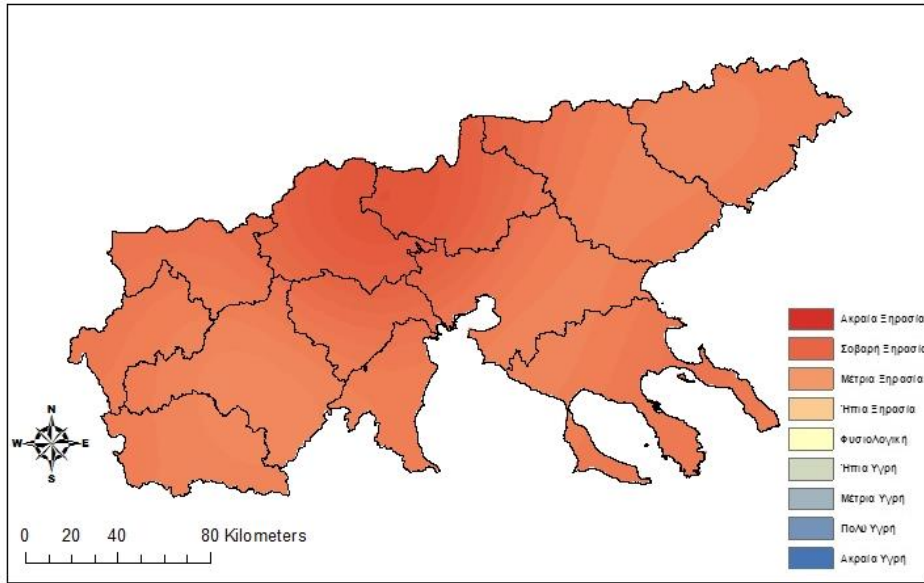 Ακραία Ξηρασία
Σοβαρή Ξηρασία
Μέτρια Ξηρασία
Ήπια Ξηρασία
Φυσιολογική
Ήπια Υγρή
Μέτρια Υγρή
Πολύ Υγρή
Ακραία Υγρή
N
W E
S
0 20 40 80 Kilometers